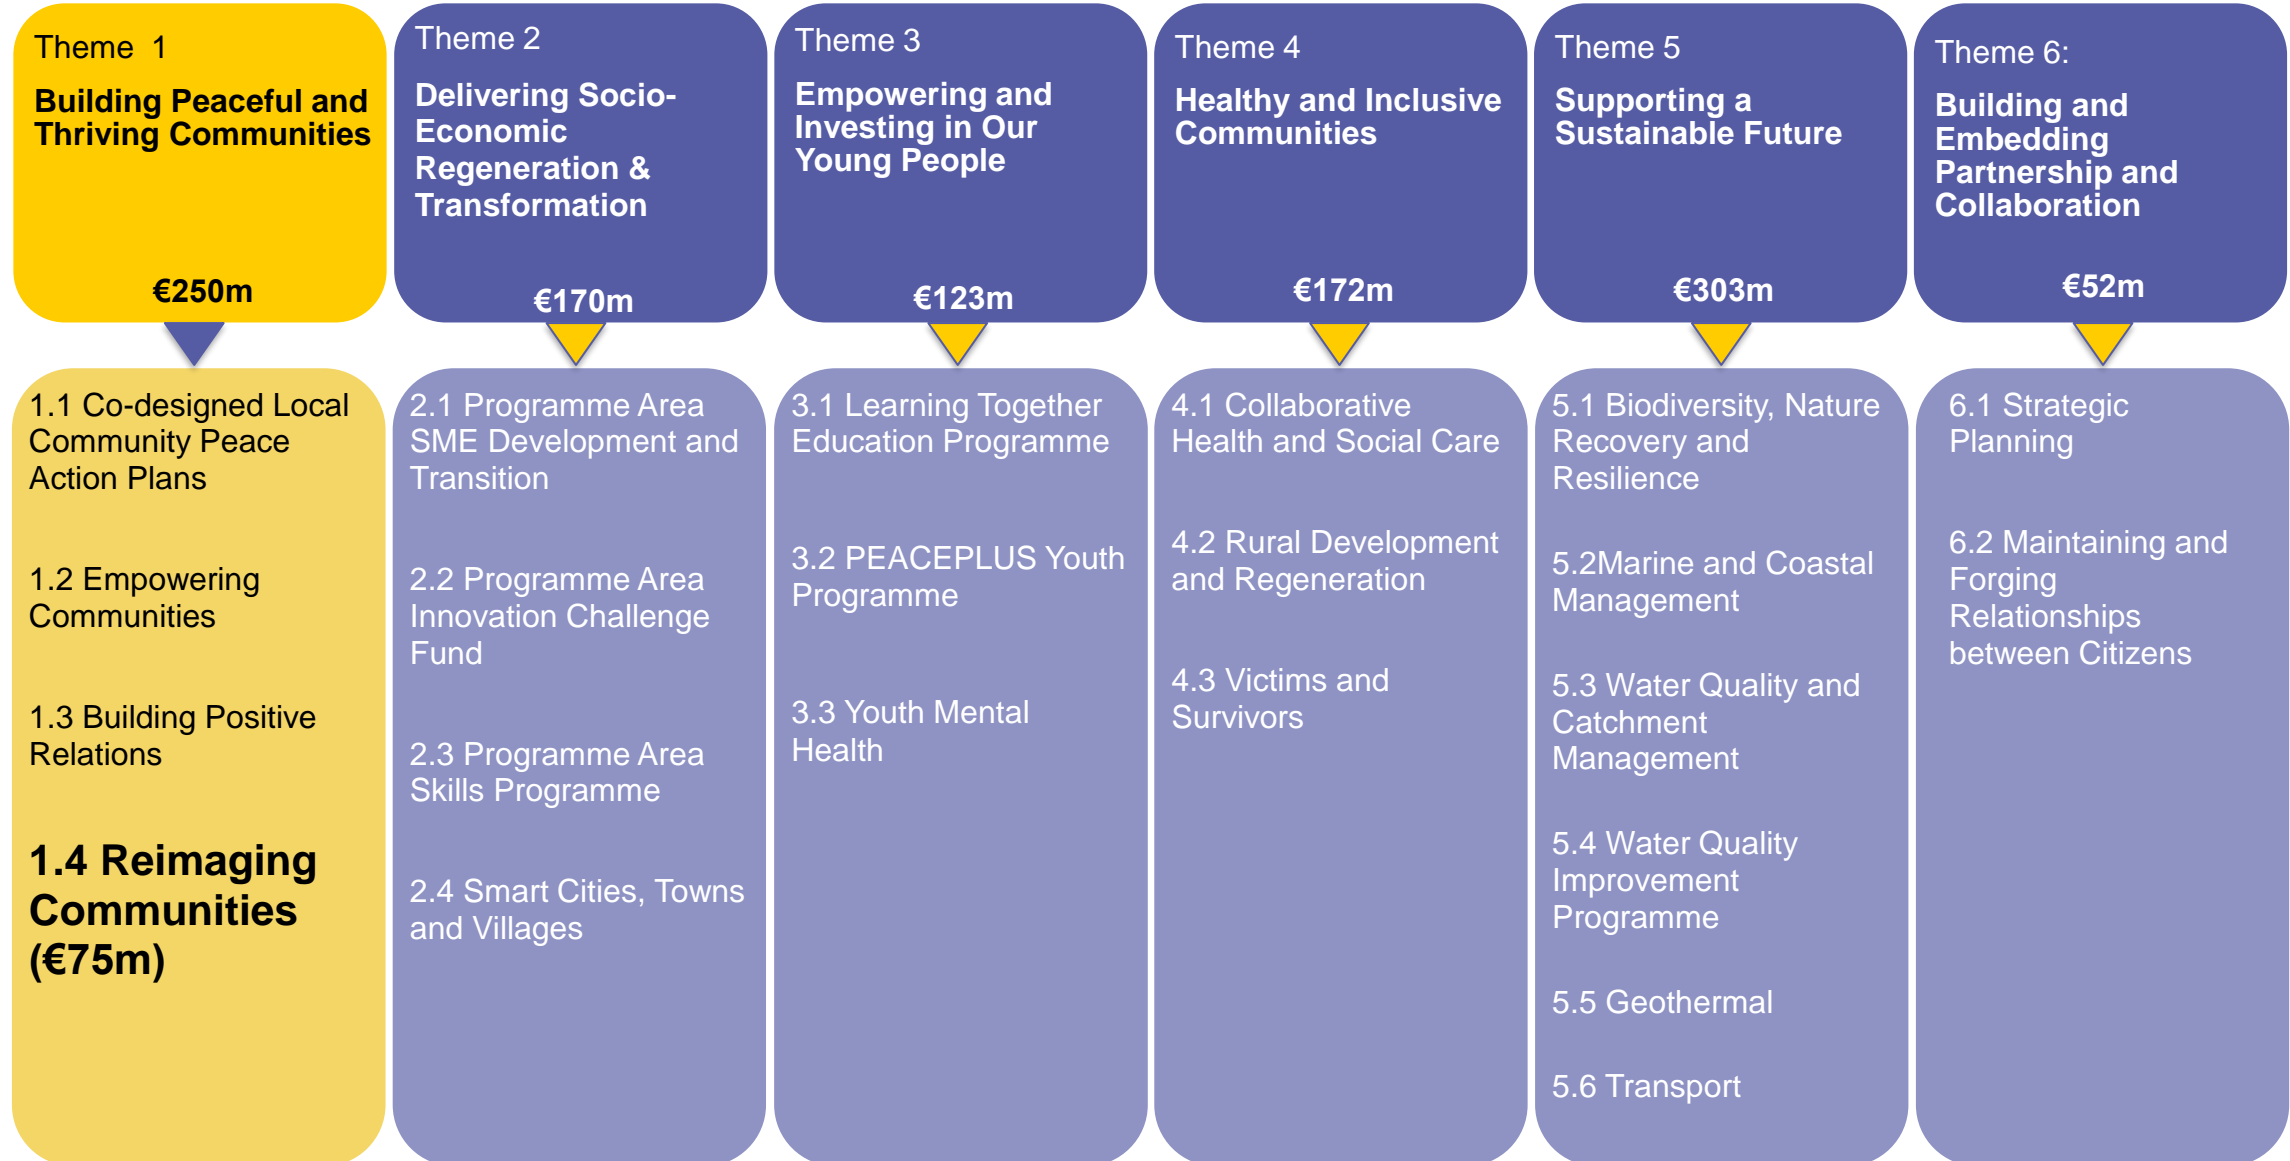 Theme  1
Building Peaceful and
Thriving Communities
€250m
Theme 2
Delivering Socio-
Economic
Regeneration &
Transformation
€170m
Theme 3
Empowering and
Investing in Our
Young People
€123m
Theme 4
Healthy and Inclusive
Communities
€172m
Theme 5
Supporting a
Sustainable Future
€303m
Theme 6:
Building and
Embedding
Partnership and
Collaboration
€52m
1.1 Co-designed Local
Community Peace
Action Plans
1.2 Empowering
Communities
1.3 Building Positive
Relations
1.4 Reimaging
Communities
(€75m)
2.1 Programme Area
SME Development and
Transition
2.2 Programme Area
Innovation Challenge
Fund
2.3 Programme Area
Skills Programme
2.4 Smart Cities, Towns
and Villages
3.1 Learning Together
Education Programme
3.2 PEACEPLUS Youth
Programme
3.3 Youth Mental
Health
4.1 Collaborative
Health and Social Care
4.2 Rural Development
and Regeneration
4.3 Victims and
Survivors
5.1 Biodiversity, Nature
Recovery and
Resilience
5.2Marine and Coastal
Management
5.3 Water Quality and
Catchment
Management
5.4 Water Quality
Improvement
Programme
5.5 Geothermal
5.6 Transport
6.1 Strategic
Planning
6.2 Maintaining and
Forging
Relationships
between Citizens